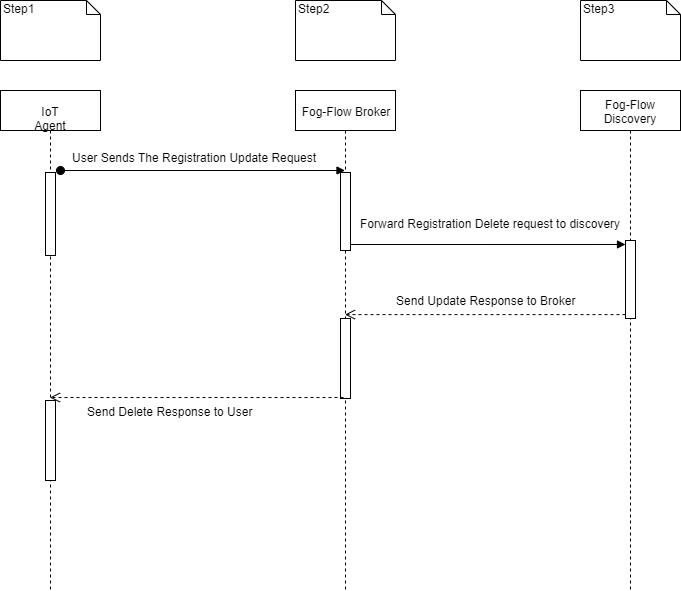 Step1
Step2
Step3
IoT
Agent
Fog-Flow Broker
Fog-Flow
Discovery
User Sends The Registration Update Request
Forward Registration Delete request to discovery
Send Update Response to Broker
Send Delete Response to User